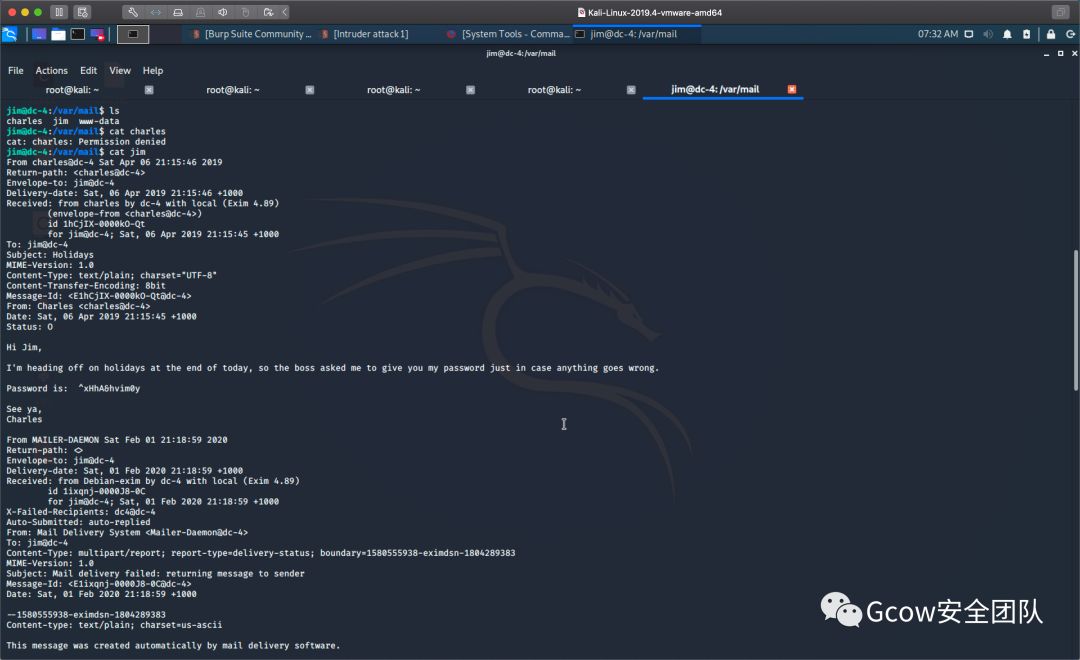 Kali-Linux-2019.4-vmware-amd64
[Burp Suite Community ...
[Intruder attack1]
[System Tools - Comma...
jim@dc-4: /var/mail]
07:32 AM
jim@dc-4: /var/mail
File Actions Edit View Help
root@kali: ~
root@kali: ~
root@kali: ~
root@kali: ~
jim@dc-4: /var/mail
jim@dc-4:/var/mail$ ls
charles  jim  www-data
jim@dc-4:/var/mail$ cat charles
cat: charles: Permission denied
jim@dc-4:/var/mail$ cat jim
From charles@dc-4 Sat Apr 06 21:15:46 2019
Return-path: <charles@dc-4>
Envelope-to: jim@dc-4
Delivery-date: Sat, 06 Apr 2019 21:15:46 +1000
Received: from charles by dc-4 with local (Exim 4.89)
(envelope-from <charles@dc-4>)
id 1hCjIX-0000kO-Qt
for jim@dc-4; Sat, 06 Apr 2019 21:15:45 +1000
To: jim@dc-4
Subject: Holidays
MIME-Version: 1.0
Content-Type: text/plain; charset="UTF-8"
Content-Transfer-Encoding: 8bit
Message-Id: <E1hCjIX-0000kO-Qt@dc-4>
From: Charles <charles@dc-4>
Date: Sat, 06 Apr 2019 21:15:45 +1000
Status: O
Hi Jim,
I'm heading off on holidays at the end of today, so the boss asked me to give you my password just in case anything goes wrong.
Password is:  ^xHhA&hvim0y
See ya,
Charles
From MAILER-DAEMON Sat Feb 01 21:18:59 2020
Return-path: <>
Envelope-to: jim@dc-4
Delivery-date: Sat, 01 Feb 2020 21:18:59 +1000
Received: from Debian-exim by dc-4 with local (Exim 4.89)
id 1ixqnj-0000J8-0C
for jim@dc-4; Sat, 01 Feb 2020 21:18:59 +1000
X-Failed-Recipients: dc4@dc-4
Auto-Submitted: auto-replied
From: Mail Delivery System <Mailer-Daemon@dc-4>
To: jim@dc-4
Content-Type: multipart/report; report-type=delivery-status; boundary=1580555938-eximdsn-1804289383
MIME-Version: 1.0
Subject: Mail delivery failed: returning message to sender
Message-Id: <E1ixqnj-0000J8-0C@dc-4>
Date: Sat, 01 Feb 2020 21:18:59 +1000
--1580555938-eximdsn-1804289383
Content-type: text/plain; charset=us-ascii
This message was created automatically by mail delivery software.
Gcow安全团队